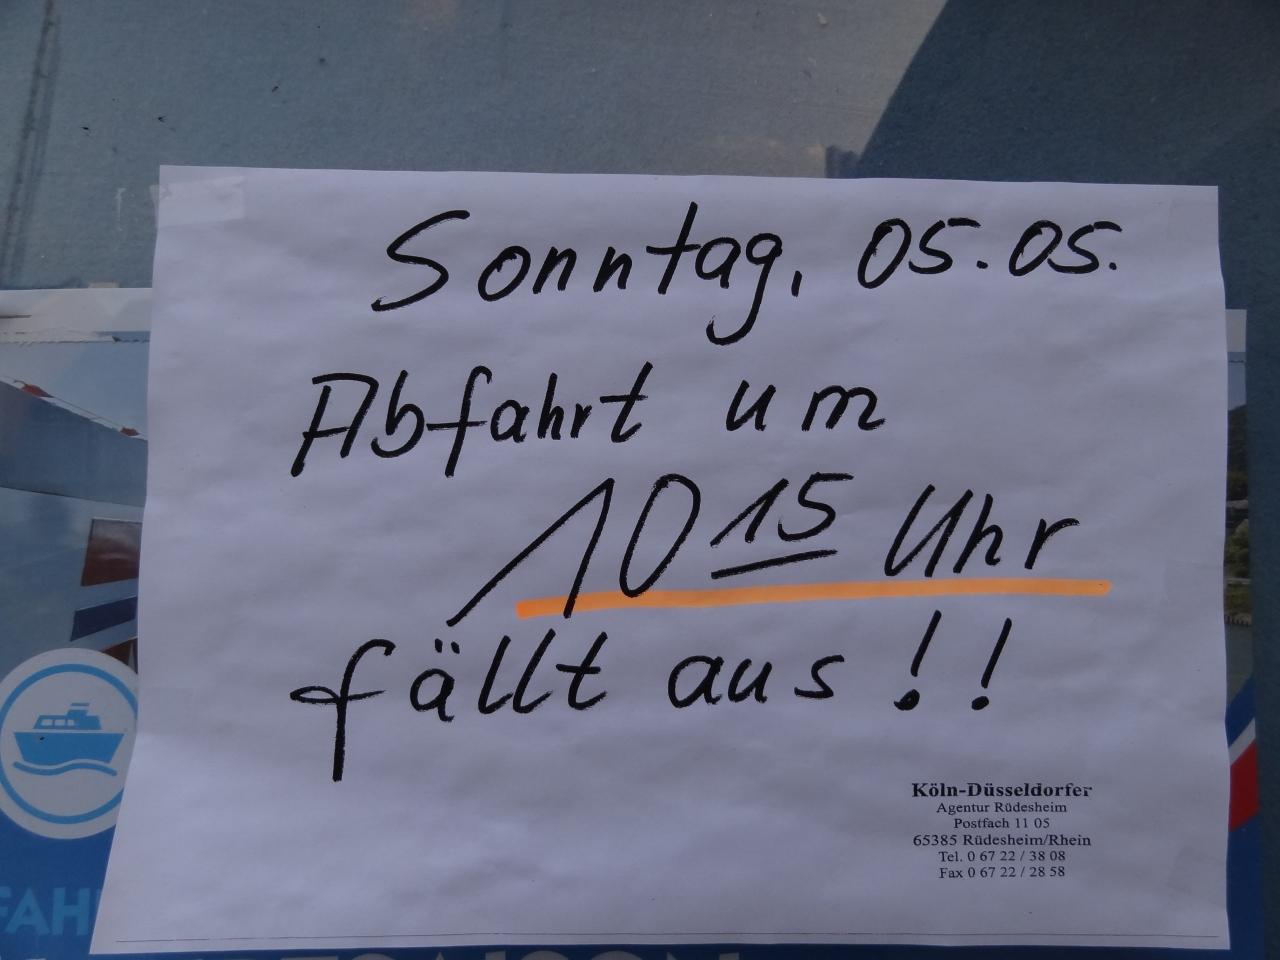 Sonntag, 05.05.
Abfahrt um
10 15 Uhr
fällt aus!!
Köln-Düsseldorfer
Agentur Rüdesheim
Postfach 11 05
65385 Rüdesheim/Rhein
Tel. 0 67 22 / 38 08
Fax 0 67 22 / 28 58
FAH